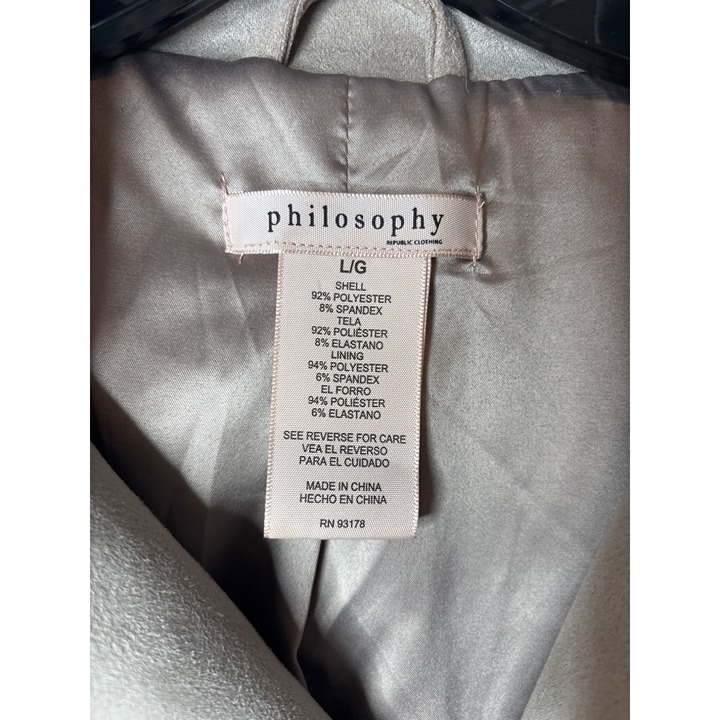 philosophy
REPUBLIC CLOTHING
L/G
SHELL
92% POLYESTER
8% SPANDEX
TELA
92% POLIÉSTER
8% ELASTANO
LINING
94% POLYESTER
6% SPANDEX
EL FORRO
94% POLIÉSTER
6% ELASTANO
SEE REVERSE FOR CARE
VEA EL REVERSO
PARA EL CUIDADO
MADE IN CHINA
HECHO EN CHINA
RN 93178